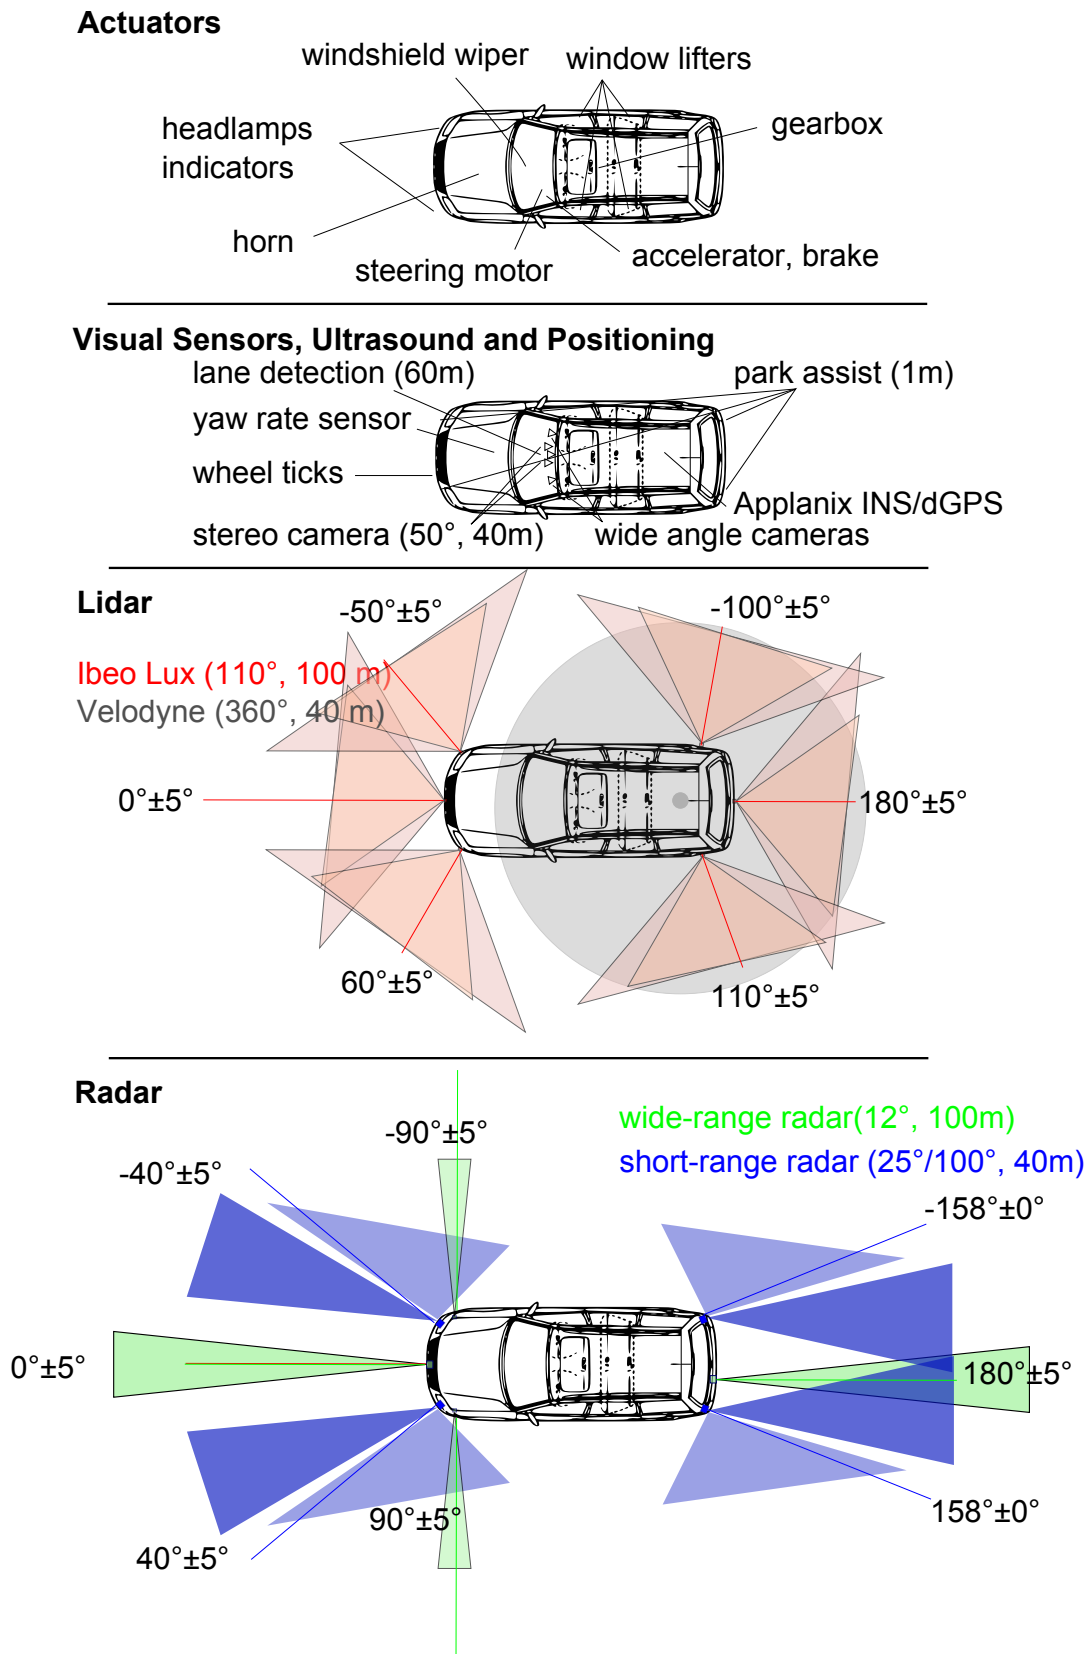 Actuators
windshield wiper
window lifters
headlamps
indicators
gearbox
horn
steering motor
accelerator, brake
Visual Sensors, Ultrasound and Positioning
lane detection (60m)
park assist (1m)
yaw rate sensor
wheel ticks
Applanix INS/dGPS
stereo camera (50°, 40m)
wide angle cameras
Lidar
-50°±5°
-100°±5°
Ibeo Lux (110°, 100 m)
Velodyne (360°, 40 m)
0°±5°
180°±5°
60°±5°
110°±5°
Radar
wide-range radar(12°, 100m)
-90°±5°
short-range radar (25°/100°, 40m)
-40°±5°
-158°±0°
0°±5°
180°±5°
90°±5°
158°±0°
40°±5°